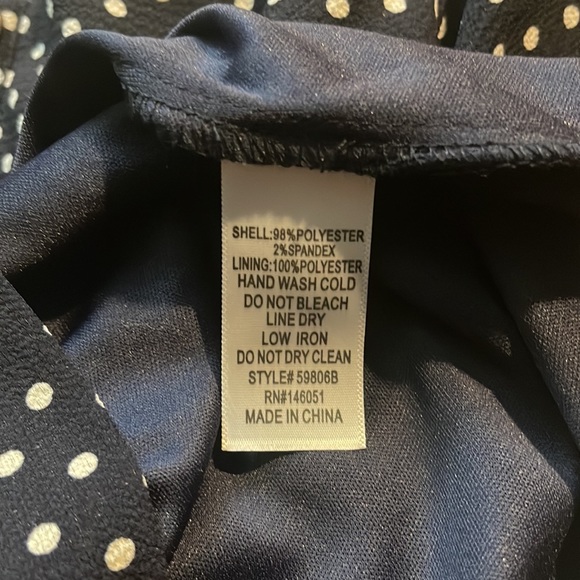 SHELL:98%POLYESTER
2%SPANDEX
LINING:100%POLYESTER
HAND WASH COLD
DO NOT BLEACH
LINE DRY
LOW IRON
DO NOT DRY CLEAN
STYLE# 59806B
RN#146051
MADE IN CHINA